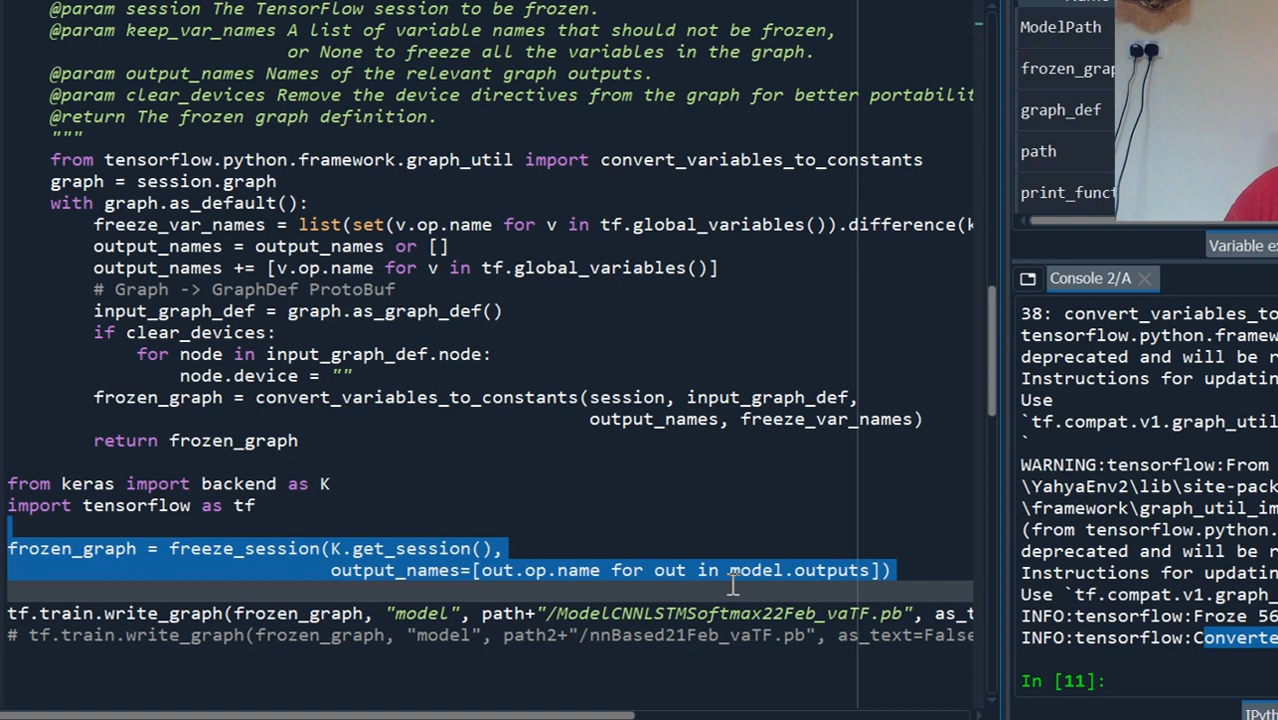 @param session The TensorFlow session to be frozen.
@param keep_var_names A list of variable names that should not be frozen,
or None to freeze all the variables in the graph.
@param output_names Names of the relevant graph outputs.
@param clear_devices Remove the device directives from the graph for better portabilit
@return The frozen graph definition.
"""
from tensorflow.python.framework.graph_util import convert_variables_to_constants
graph = session.graph
with graph.as_default():
freeze_var_names = list(set(v.op.name for v in tf.global_variables()).difference(k
output_names = output_names or []
output_names += [v.op.name for v in tf.global_variables()]
# Graph -> GraphDef ProtoBuf
input_graph_def = graph.as_graph_def()
if clear_devices:
for node in input_graph_def.node:
node.device = ""
frozen_graph = convert_variables_to_constants(session, input_graph_def,
output_names, freeze_var_names)
return frozen_graph
from keras import backend as K
import tensorflow as tf
frozen_graph = freeze_session(K.get_session(),
output_names=[out.op.name for out in model.outputs])
tf.train.write_graph(frozen_graph, "model", path+"/ModelCNNLSTMSoftmax22Feb_vaTF.pb", as_t
# tf.train.write_graph(frozen_graph, "model", path2+"/nnBased21Feb_vaTF.pb", as_text=False
ModelPath
frozen_grap
graph_def
path
print_funct
Variable ex
Console 2/A
38: convert_variables_to
tensorflow.python.framew
deprecated and will be r
Instructions for updatin
Use
`tf.compat.v1.graph_util
`
WARNING:tensorflow:From
\YahyaEnv2\lib\site-pack
\framework\graph_util_im
(from tensorflow.python.
deprecated and will be r
Instructions for updatin
Use `tf.compat.v1.graph_
INFO:tensorflow:Froze 56
INFO:tensorflow:Converte
In [11]:
IPyth